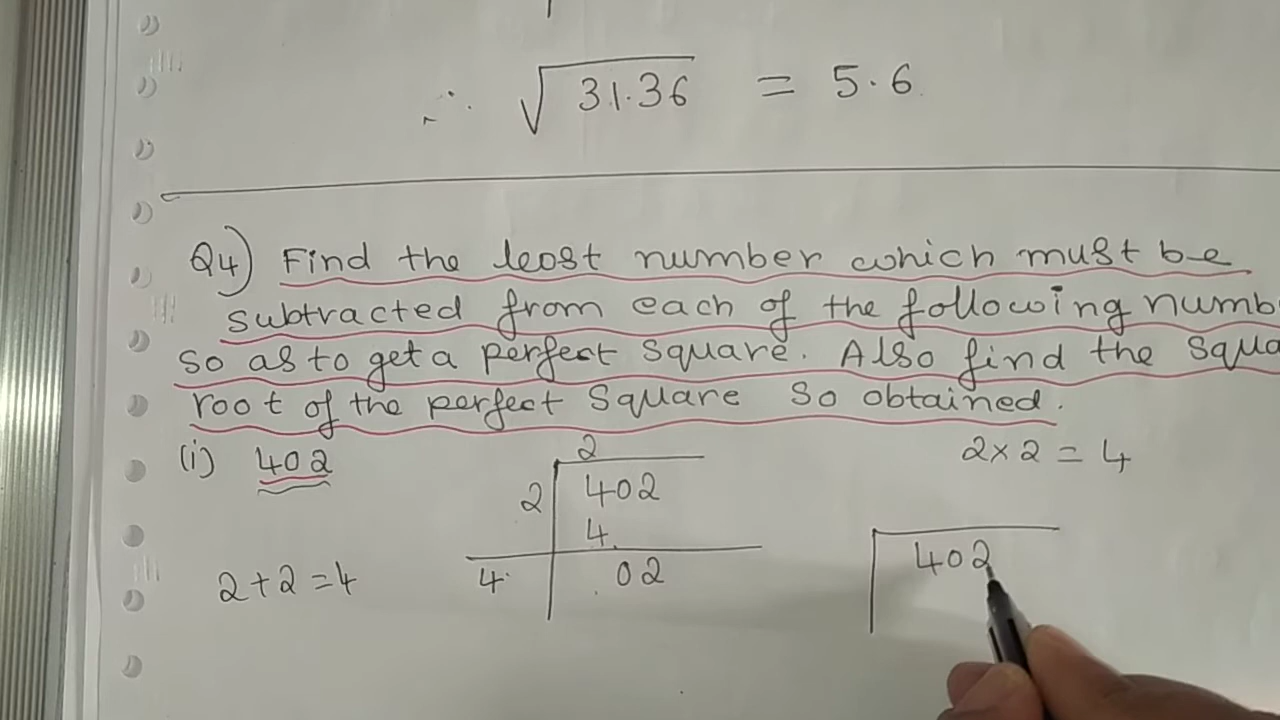 ∴ √31.36 = 5.6
Q4) Find the least number which must be
subtracted from each of the following numb
so as to get a perfect square. Also find the squa
root of the perfect square so obtained.
(i) 402
2
2 402
4
4 02
2+2=4
2×2 = 4
402